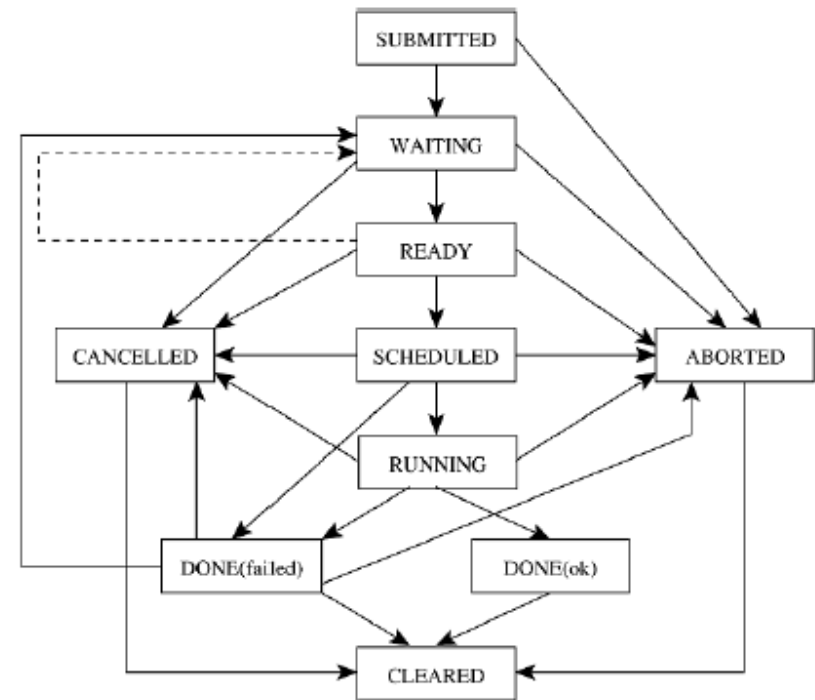 SUBMITTED
WAITING
READY
CANCELLED
SCHEDULED
ABORTED
RUNNING
DONE(failed)
DONE(ok)
CLEARED